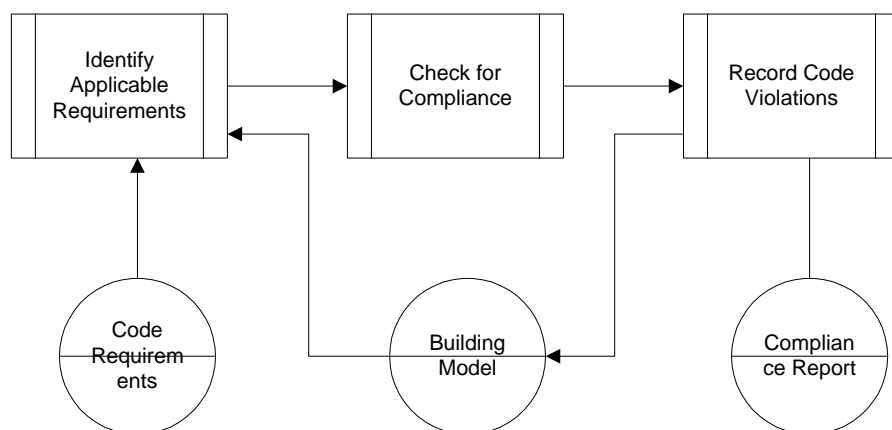 Identify
Applicable
Requirements
Check for
Compliance
Record Code
Violations
Code
Requirem
ents
Building
Model
Complian
ce Report